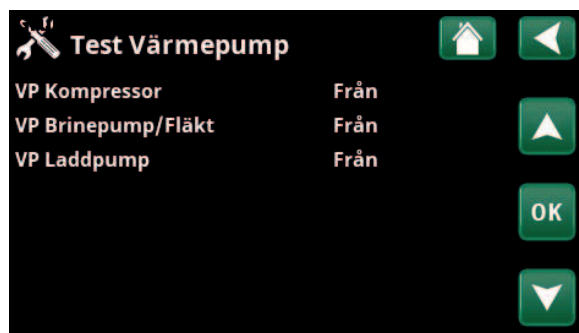 Test Värmepump
VP Kompressor Från
VP Brinepump/Fläkt Från
VP Laddpump Från
OK